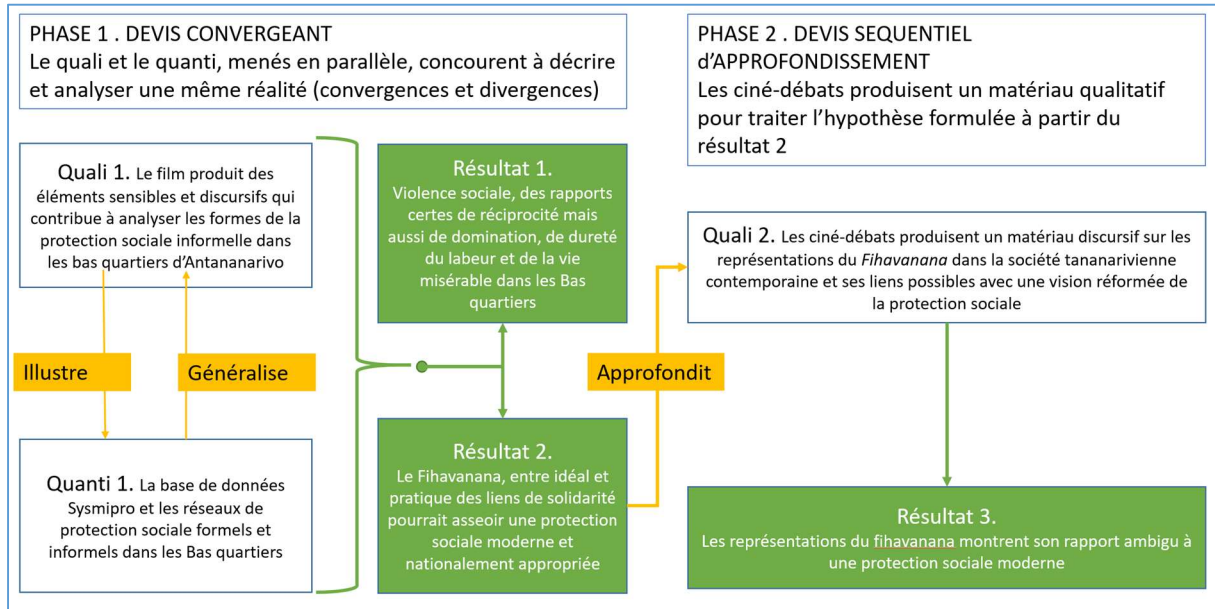 PHASE 1 . DEVIS CONVERGEANT
Le quali et le quanti, menés en parallèle, concourent à décrire
et analyser une même réalité (convergences et divergences)
Quali 1. Le film produit des
éléments sensibles et discursifs qui
contribue à analyser les formes de la
protection sociale informelle dans
les bas quartiers d’Antananarivo
Illustre
Généralise
Quanti 1. La base de données
Sysmipro et les réseaux de
protection sociale formels et
informels dans les Bas quartiers
Résultat 1.
Violence sociale, des rapports
certes de réciprocité mais
aussi de domination, de dureté
du labeur et de la vie
misérable dans les Bas
quartiers
Résultat 2.
Le Fihavanana, entre idéal et
pratique des liens de solidarité
pourrait asseoir une protection
sociale moderne et
nationalement appropriée
Approfondit
PHASE 2 . DEVIS SEQUENTIEL
d’APPROFONDISSEMENT
Les ciné-débats produisent un matériau qualitatif
pour traiter l’hypothèse formulée à partir du
résultat 2
Quali 2. Les ciné-débats produisent un matériau discursif sur les
représentations du Fihavanana dans la société tananarivienne
contemporaine et ses liens possibles avec une vision réformée de
la protection sociale
Résultat 3.
Les représentations du fihavanana montrent son rapport ambigu à
une protection sociale moderne